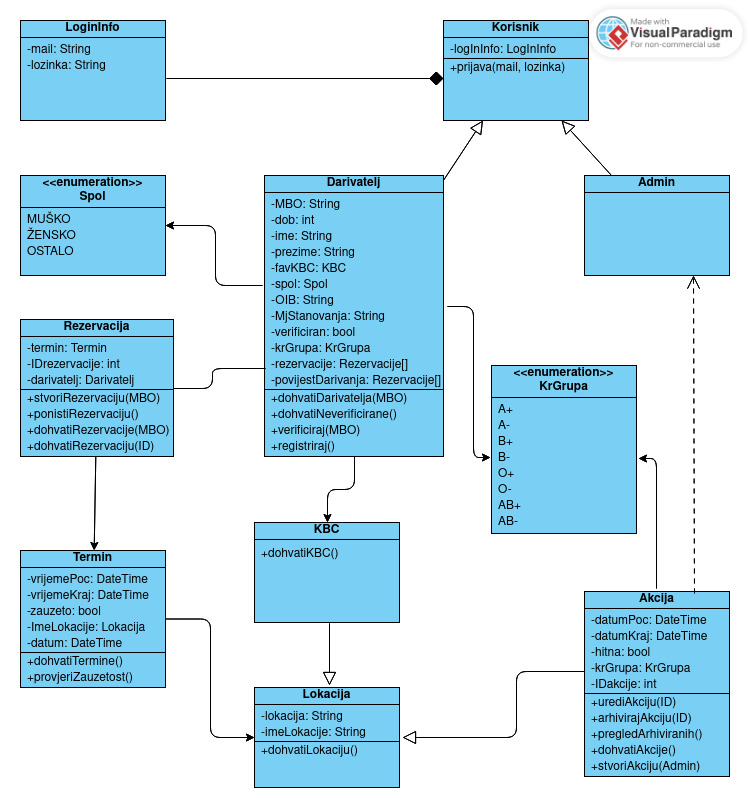 LoginInfo
-mail: String
-lozinka: String
Korisnik
-logInInfo: LogInInfo
+prijava(mail, lozinka)
Made with
VisualParadigm
For non-commercial use
<<enumeration>>
Spol
MUŠKO
ŽENSKO
OSTALO
Darivatelj
-MBO: String
-dob: int
-ime: String
-prezime: String
-favKBC: KBC
-spol: Spol
-OIB: String
-MjStanovanja: String
-verificiran: bool
-krGrupa: KrGrupa
-rezervacije: Rezervacije[]
-povijestDarivanja: Rezervacije[]
+dohvatiDarivatelja(MBO)
+dohvatiNeverificirane()
+verificiraj(MBO)
+registriraj()
Admin
Rezervacija
-termin: Termin
-IDrezervacije: int
-darivatelj: Darivatelj
+stvoriRezervaciju(MBO)
+ponistiRezervaciju()
+dohvatiRezervacije(MBO)
+dohvatiRezervaciju(ID)
<<enumeration>>
KrGrupa
A+
A-
B+
B-
O+
O-
AB+
AB-
KBC
+dohvatiKBC()
Termin
-vrijemePoc: DateTime
-vrijemeKraj: DateTime
-zauzeto: bool
-ImeLokacije: Lokacija
-datum: DateTime
+dohvatiTermine()
+provjeriZauzetost()
Akcija
-datumPoc: DateTime
-datumKraj: DateTime
-hitna: bool
-krGrupa: KrGrupa
-IDakcije: int
+urediAkciju(ID)
+arhivirajAkciju(ID)
+pregledArhiviranih()
+dohvatiAkcije()
+stvoriAkciju(Admin)
Lokacija
-lokacija: String
-imeLokacije: String
+dohvatiLokaciju()